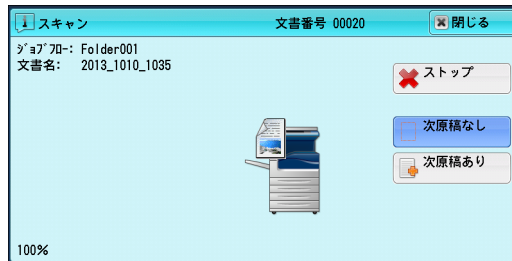 スキャン 文書番号 00020 閉じる
ｼﾞｮﾌﾞﾌﾛｰ: Folder001
文書名: 2013_1010_1035
ストップ
次原稿なし
次原稿あり
100%